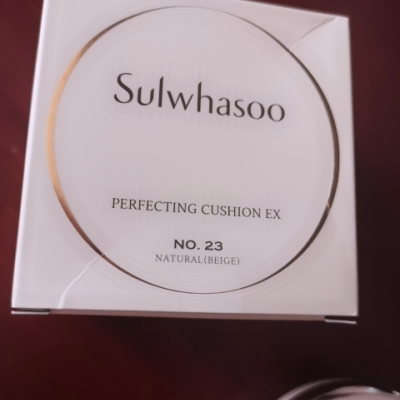 Sulwhasoo
PERFECTING CUSHION EX
NO. 23
NATURAL(BEIGE)